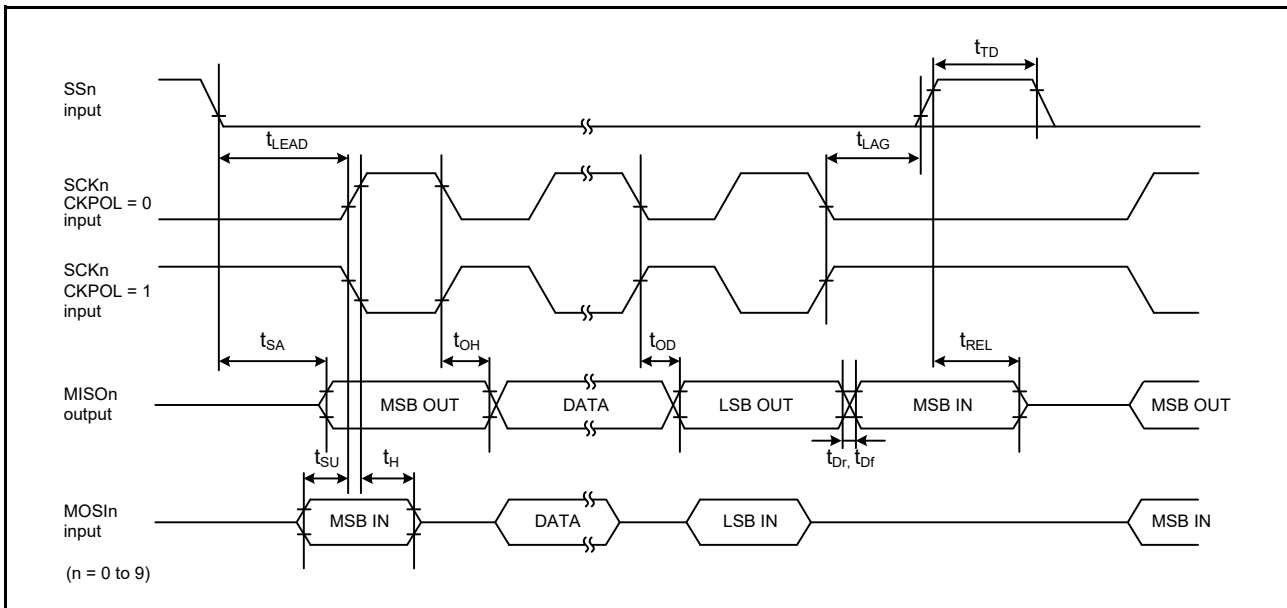 tTD
SSn
input
tLEAD
tLAG
SCKn
CKPOL = 0
input
SCKn
CKPOL = 1
input
tSA
tOH
tOD
tREL
MISOn
output
MSB OUT
DATA
LSB OUT
MSB IN
MSB OUT
tSU
tH
tDr, tDf
MOSIn
input
MSB IN
DATA
LSB IN
MSB IN
(n = 0 to 9)